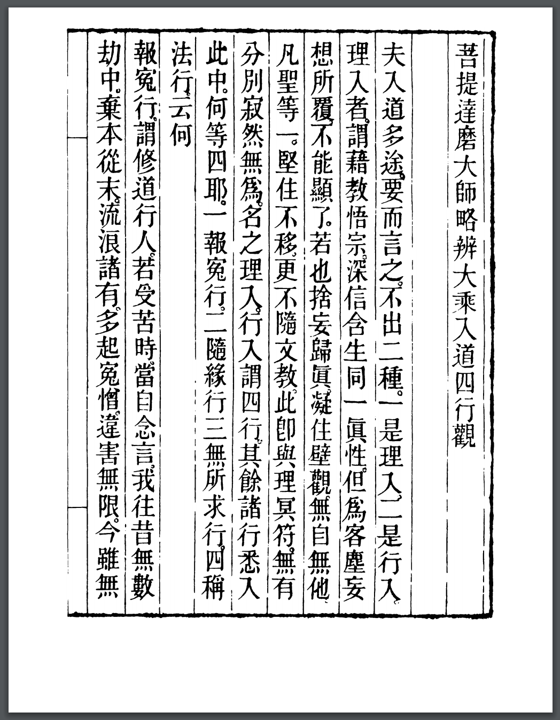 菩提達磨大師略辨大乘入道四行觀
夫入道多途。要而言之。不出二種。一是理入。二是行入。
理入者。謂藉教悟宗。深信含生同一眞性。但爲客塵妄
想所覆。不能顯了。若也捨妄歸眞。凝住壁觀。無自無他。
凡聖等一。堅住不移。更不隨文教。此卽與理冥符。無有
分別。寂然無爲。名之理入。行入謂四行。其餘諸行悉入
此中。何等四耶。一報冤行。二隨緣行。三無所求行。四稱
法行。云何
報冤行。謂修道行人。若受苦時。當自念言。我往昔無數
劫中。棄本從末。流浪諸有。多起冤憎。違害無限。今雖無